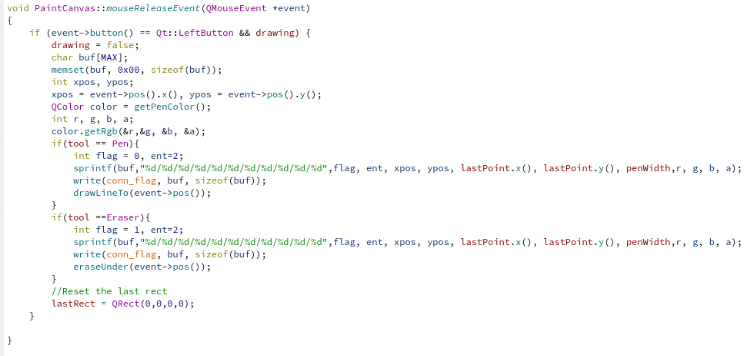 void PaintCanvas::mouseReleaseEvent(QMouseEvent *event)
{
    if (event->button() == Qt::LeftButton && drawing) {
        drawing = false;
        char buf[MAX];
        memset(buf, 0x00, sizeof(buf));
        int xpos, ypos;
        xpos = event->pos().x(), ypos = event->pos().y();
        QColor color = getPenColor();
        int r, g, b, a;
        color.getRgb(&r,&g, &b, &a);
        if(tool == Pen){
            int flag = 0, ent=2;
            sprintf(buf,"%d/%d/%d/%d/%d/%d/%d/%d/%d/%d/%d",flag, ent, xpos, ypos, lastPoint.x(), lastPoint.y(), penWidth,r, g, b, a);
            write(conn_flag, buf, sizeof(buf));
            drawLineTo(event->pos());
        }
        if(tool ==Eraser){
            int flag = 1, ent=2;
            sprintf(buf,"%d/%d/%d/%d/%d/%d/%d/%d/%d/%d/%d",flag, ent, xpos, ypos, lastPoint.x(), lastPoint.y(), penWidth,r, g, b, a);
            write(conn_flag, buf, sizeof(buf));
            eraseUnder(event->pos());
        }
        //Reset the last rect
        lastRect = QRect(0,0,0,0);
    }

}